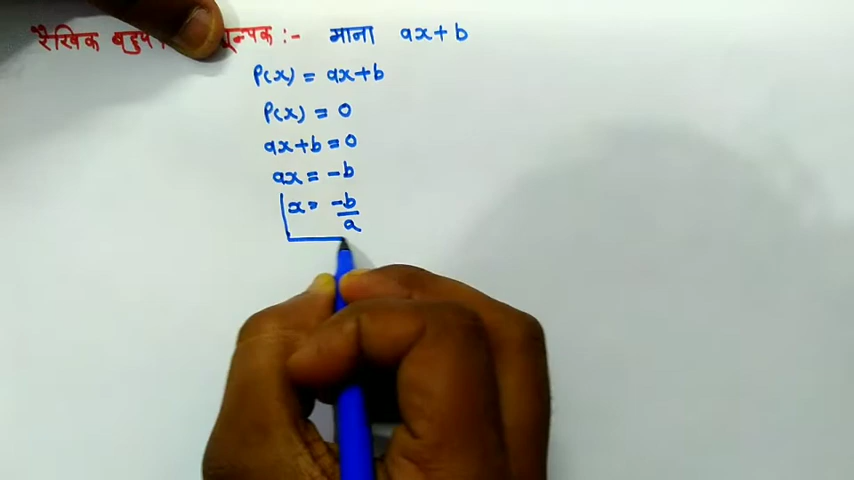 रैखिक :- माना ax+b
P(x) = ax+b
P(x) = 0
ax+b=0
ax = -b
x = -b/a